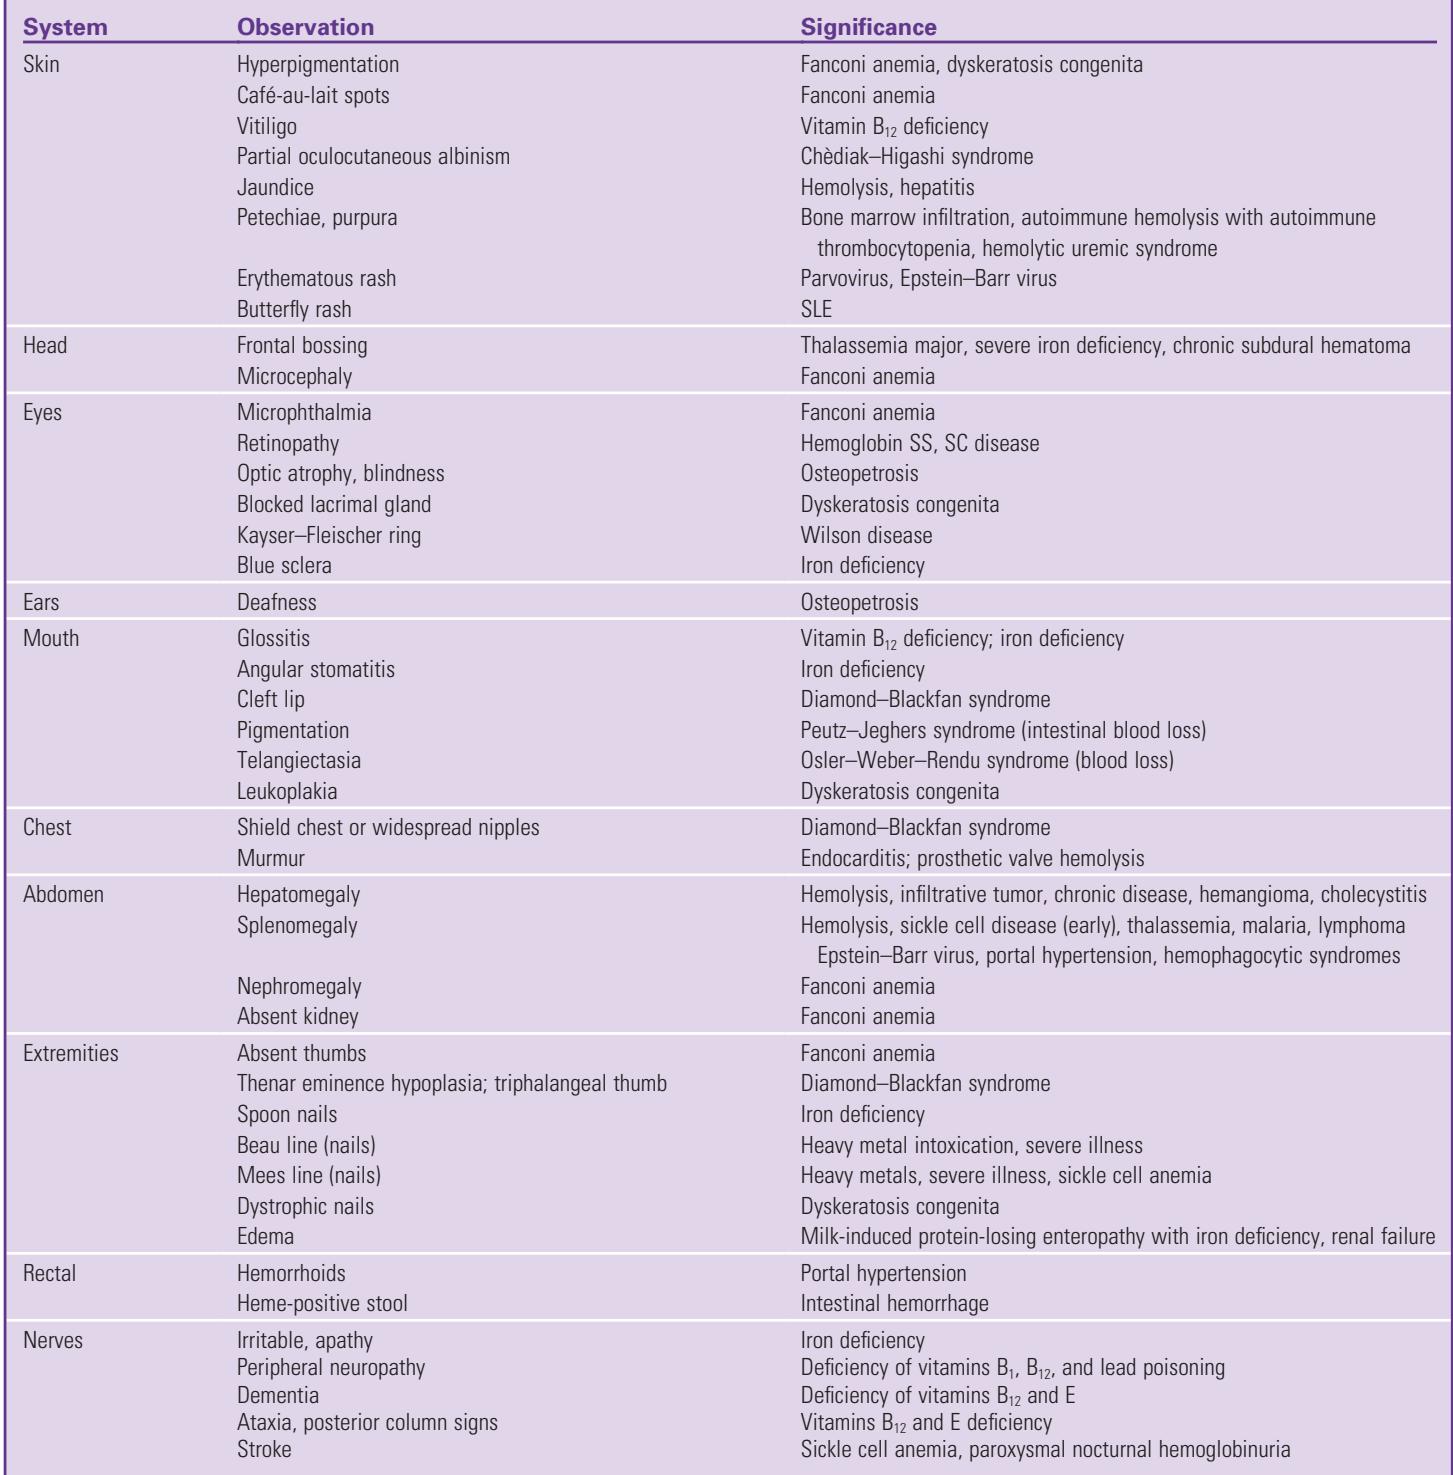 System Observation Significance
Skin Hyperpigmentation Fanconi anemia, dyskeratosis congenita
Café-au-lait spots Fanconi anemia
Vitiligo Vitamin B12 deficiency
Partial oculocutaneous albinism Chèdiak–Higashi syndrome
Jaundice Hemolysis, hepatitis
Petechiae, purpura Bone marrow infiltration, autoimmune hemolysis with autoimmune
thrombocytopenia, hemolytic uremic syndrome
Erythematous rash Parvovirus, Epstein–Barr virus
Butterfly rash SLE
Head Frontal bossing Thalassemia major, severe iron deficiency, chronic subdural hematoma
Microcephaly Fanconi anemia
Eyes Microphthalmia Fanconi anemia
Retinopathy Hemoglobin SS, SC disease
Optic atrophy, blindness Osteopetrosis
Blocked lacrimal gland Dyskeratosis congenita
Kayser–Fleischer ring Wilson disease
Blue sclera Iron deficiency
Ears Deafness Osteopetrosis
Mouth Glossitis Vitamin B12 deficiency; iron deficiency
Angular stomatitis Iron deficiency
Cleft lip Diamond–Blackfan syndrome
Pigmentation Peutz–Jeghers syndrome (intestinal blood loss)
Telangiectasia Osler–Weber–Rendu syndrome (blood loss)
Leukoplakia Dyskeratosis congenita
Chest Shield chest or widespread nipples Diamond–Blackfan syndrome
Murmur Endocarditis; prosthetic valve hemolysis
Abdomen Hepatomegaly Hemolysis, infiltrative tumor, chronic disease, hemangioma, cholecystitis
Splenomegaly Hemolysis, sickle cell disease (early), thalassemia, malaria, lymphoma
Epstein–Barr virus, portal hypertension, hemophagocytic syndromes
Nephromegaly Fanconi anemia
Absent kidney Fanconi anemia
Extremities Absent thumbs Fanconi anemia
Thenar eminence hypoplasia; triphalangeal thumb Diamond–Blackfan syndrome
Spoon nails Iron deficiency
Beau line (nails) Heavy metal intoxication, severe illness
Mees line (nails) Heavy metals, severe illness, sickle cell anemia
Dystrophic nails Dyskeratosis congenita
Edema Milk-induced protein-losing enteropathy with iron deficiency, renal failure
Rectal Hemorrhoids Portal hypertension
Heme-positive stool Intestinal hemorrhage
Nerves Irritable, apathy Iron deficiency
Peripheral neuropathy Deficiency of vitamins B1, B12, and lead poisoning
Dementia Deficiency of vitamins B12 and E
Ataxia, posterior column signs Vitamins B12 and E deficiency
Stroke Sickle cell anemia, paroxysmal nocturnal hemoglobinuria